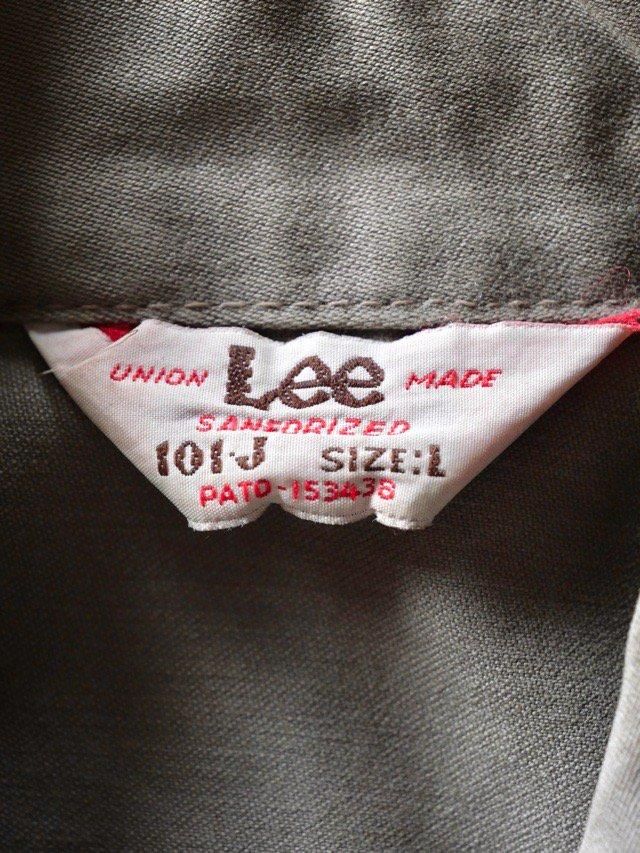 UNION Lee MADE
SANFORIZED
101-J SIZE:L
PATD-153438